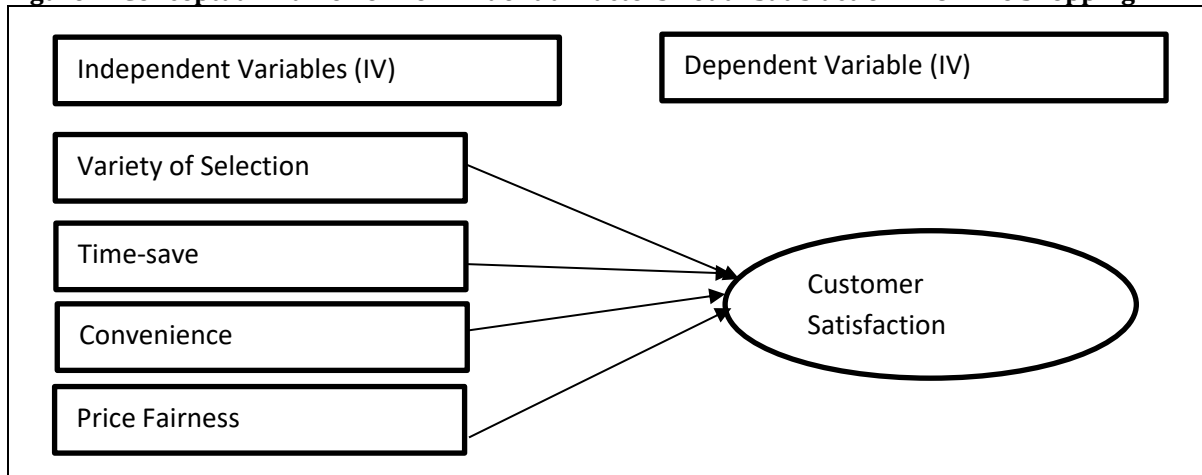 Independent Variables (IV)
Dependent Variable (IV)
Variety of Selection
Time-save
Convenience
Price Fairness
Customer
Satisfaction